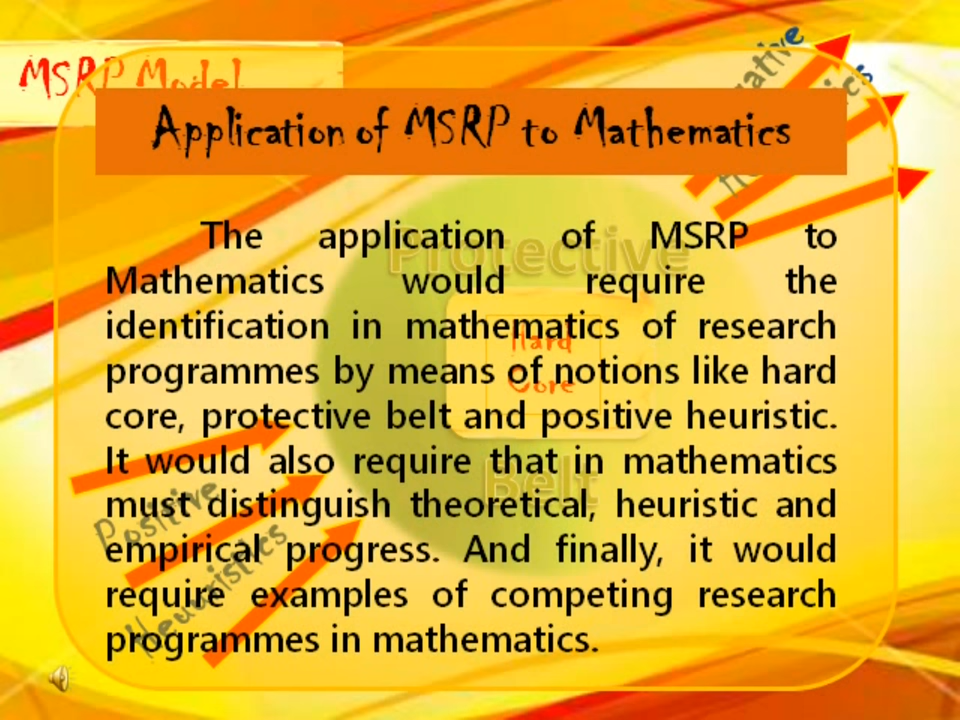 MSRP Model
Application of MSRP to Mathematics
The application of MSRP to
Mathematics would require the
identification in mathematics of research
programmes by means of notions like hard
core, protective belt and positive heuristic.
It would also require that in mathematics
must distinguish theoretical, heuristic and
empirical progress. And finally, it would
require examples of competing research
programmes in mathematics.
Protective
Hard
Core
Belt
Positive
Heuristics